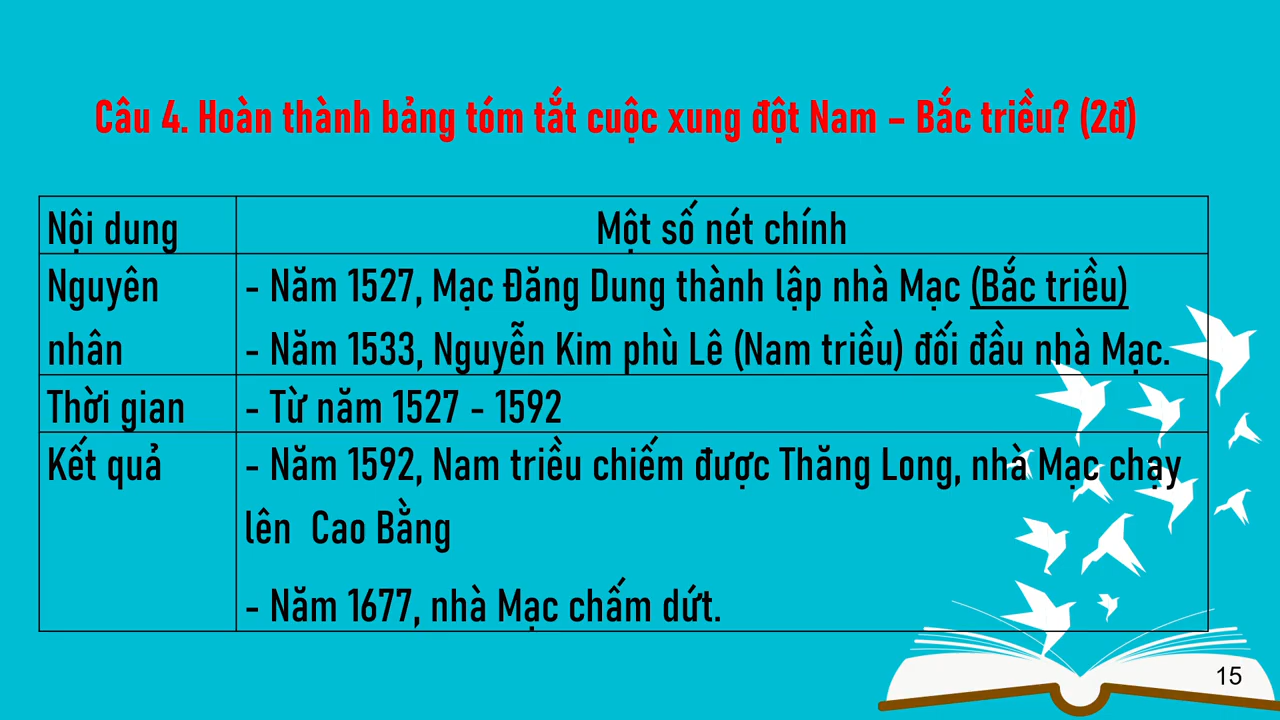 Câu 4. Hoàn thành bảng tóm tắt cuộc xung đột Nam – Bắc triều? (2đ)
Nội dung
Một số nét chính
Nguyên
nhân
- Năm 1527, Mạc Đăng Dung thành lập nhà Mạc (Bắc triều)
- Năm 1533, Nguyễn Kim phù Lê (Nam triều) đối đầu nhà Mạc.
Thời gian
- Từ năm 1527 - 1592
Kết quả
- Năm 1592, Nam triều chiếm được Thăng Long, nhà Mạc chạy
lên Cao Bằng
- Năm 1677, nhà Mạc chấm dứt.
15